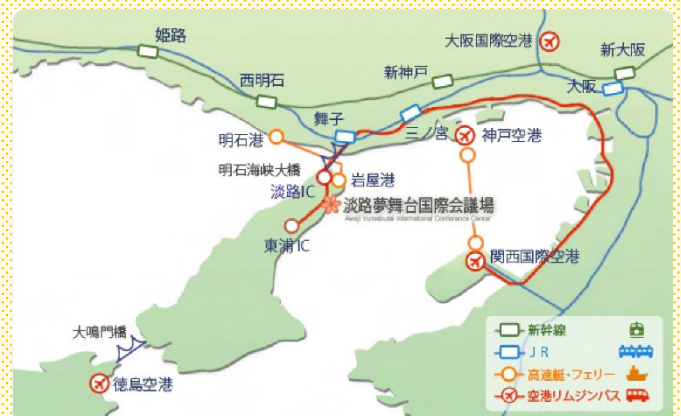 姫路
大阪国際空港
新大阪
西明石
新神戸
大阪
舞子
三ノ宮
神戸空港
明石港
明石海峡大橋
岩屋港
淡路IC
淡路夢舞台国際会議場
Awaji Yumebutai International Conference Center
東浦IC
関西国際空港
大鳴門橋
徳島空港
新幹線
JR
高速艇・フェリー
空港リムジンバス